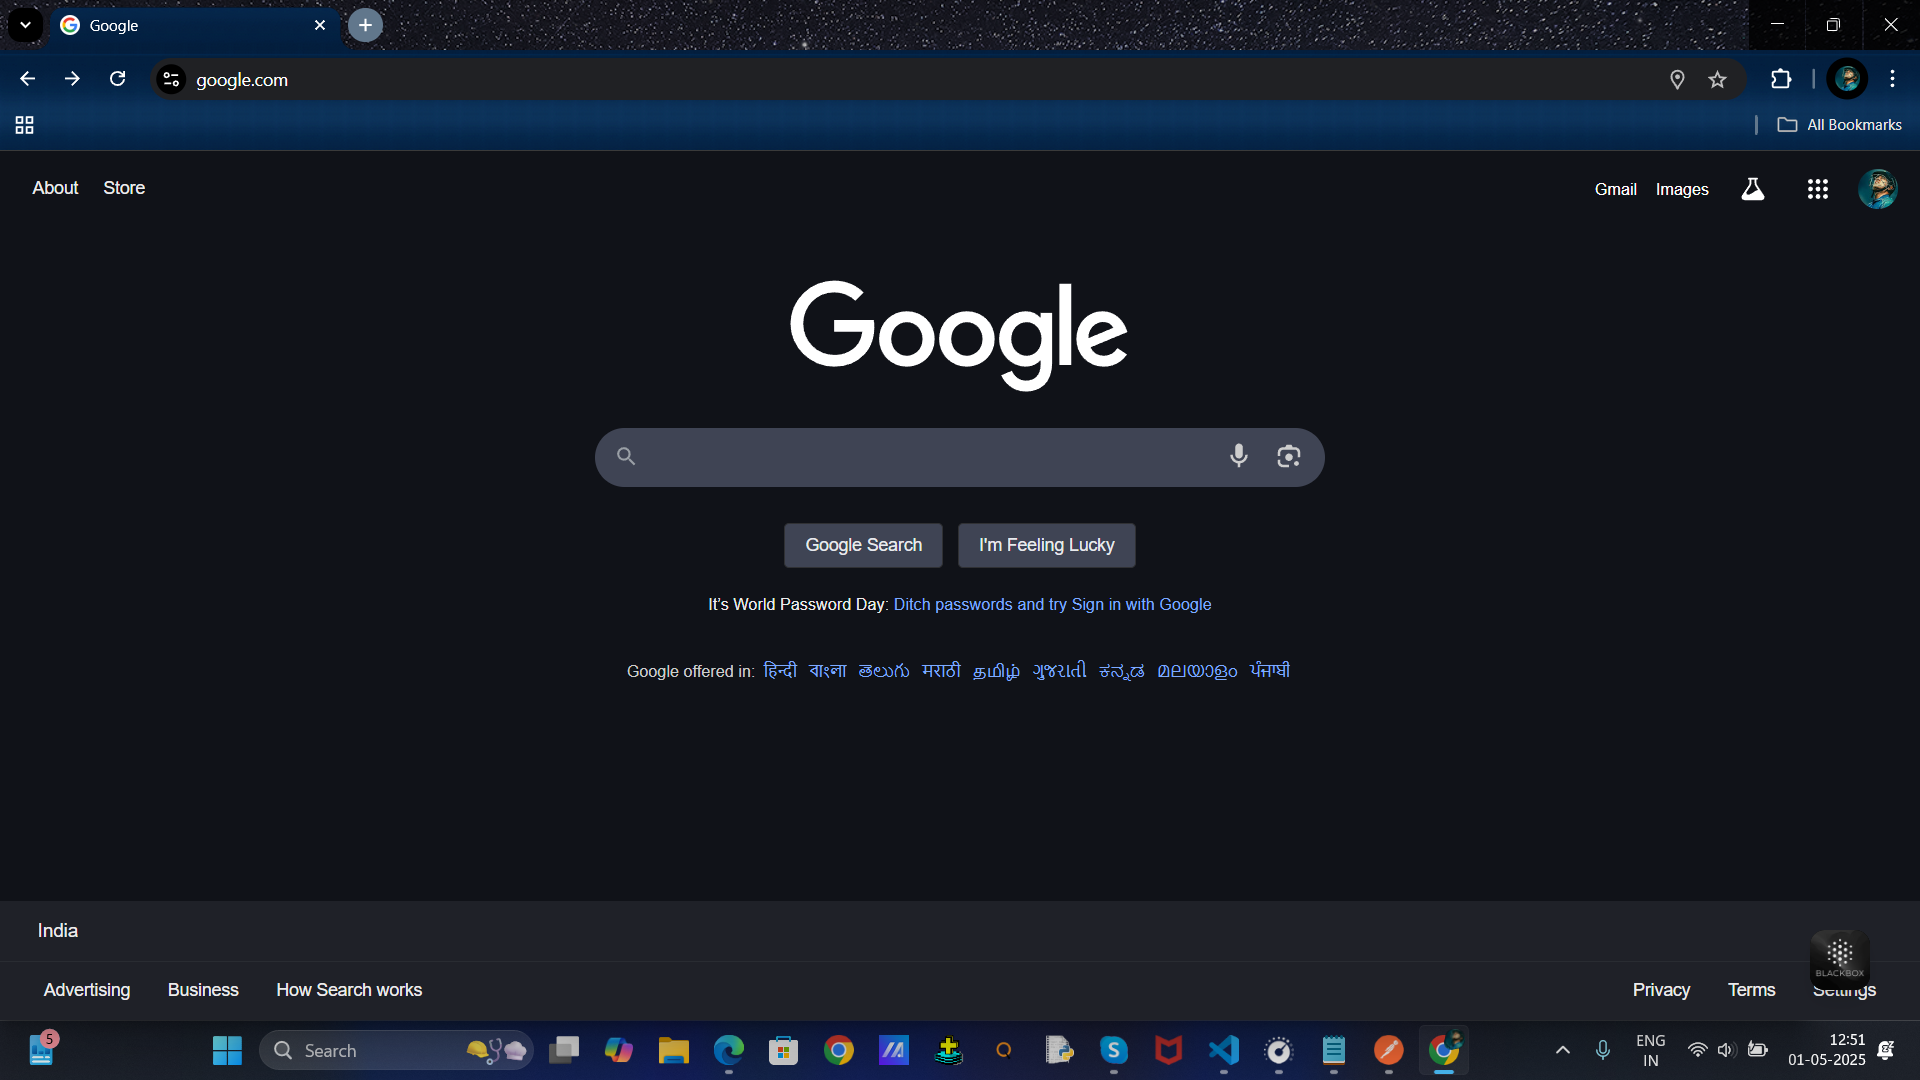 Google
google.com
All Bookmarks
About Store
Gmail Images
Google
Google Search I'm Feeling Lucky
It's World Password Day: Ditch passwords and try Sign in with Google
Google offered in: हिन्दी বাংলা తెలుగు मराठी தமிழ் ગુજરાતી ಕನ್ನಡ മലയാളം ਪੰਜਾਬੀ
India
BLACKBOX
Advertising Business How Search works
Privacy Terms Settings
5
Search
ENG
IN
12:51
01-05-2025